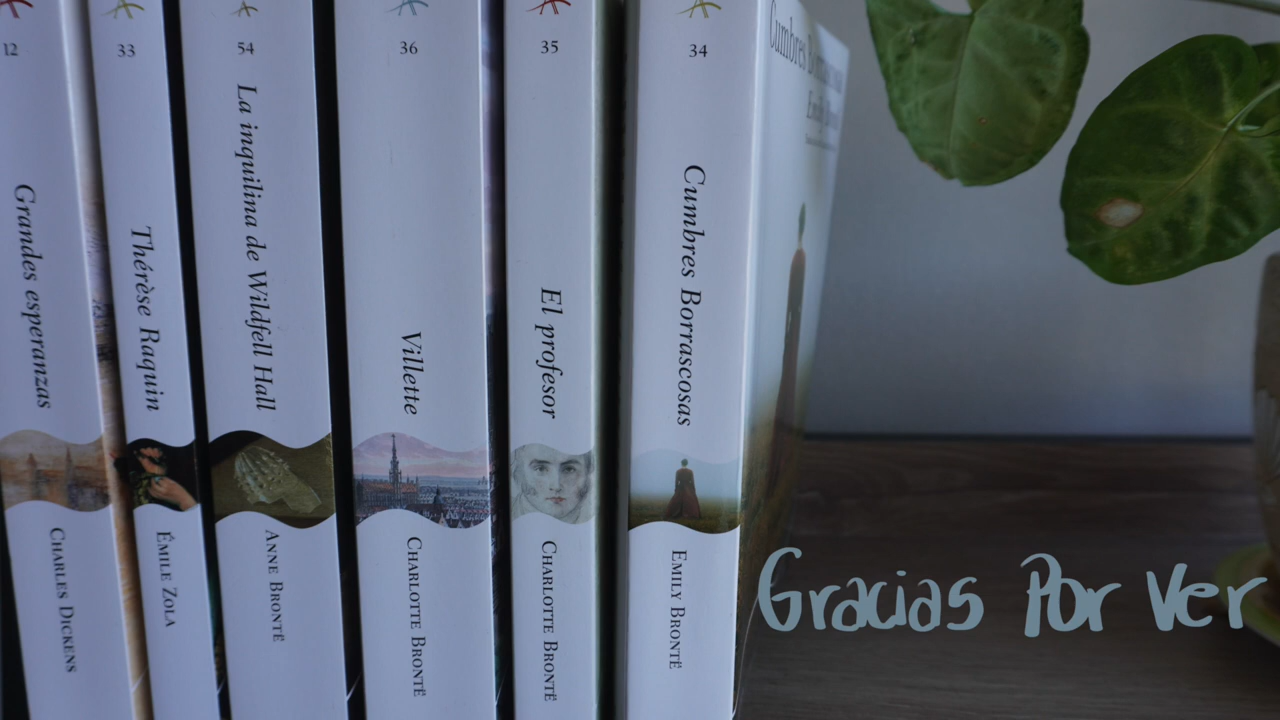 12
Grandes esperanzas
CHARLES DICKENS
33
Thérèse Raquin
ÉMILE ZOLA
54
La inquilina de Wildfell Hall
ANNE BRONTË
36
Villette
CHARLOTTE BRONTË
35
El profesor
CHARLOTTE BRONTË
34
Cumbres Borrascosas
EMILY BRONTË
Cumbres
Gracias Por Ver